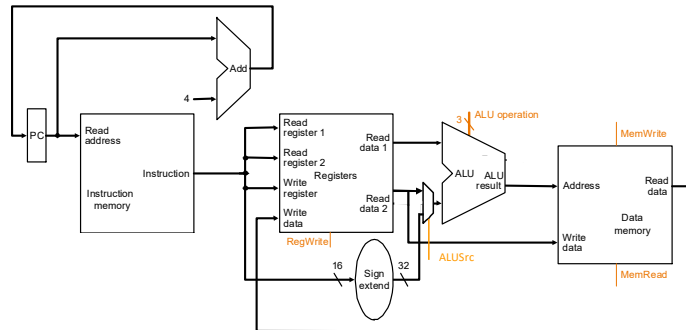 Add
4
PC
Read
address
Instruction
Instruction
memory
Read
register 1
Read
register 2
Write
register
Write
data
Registers
Read
data 1
Read
data 2
RegWrite
16
Sign
extend
32
ALUSrc
3
ALU operation
ALU
ALU
result
MemWrite
Address
Read
data
Data
memory
Write
data
MemRead